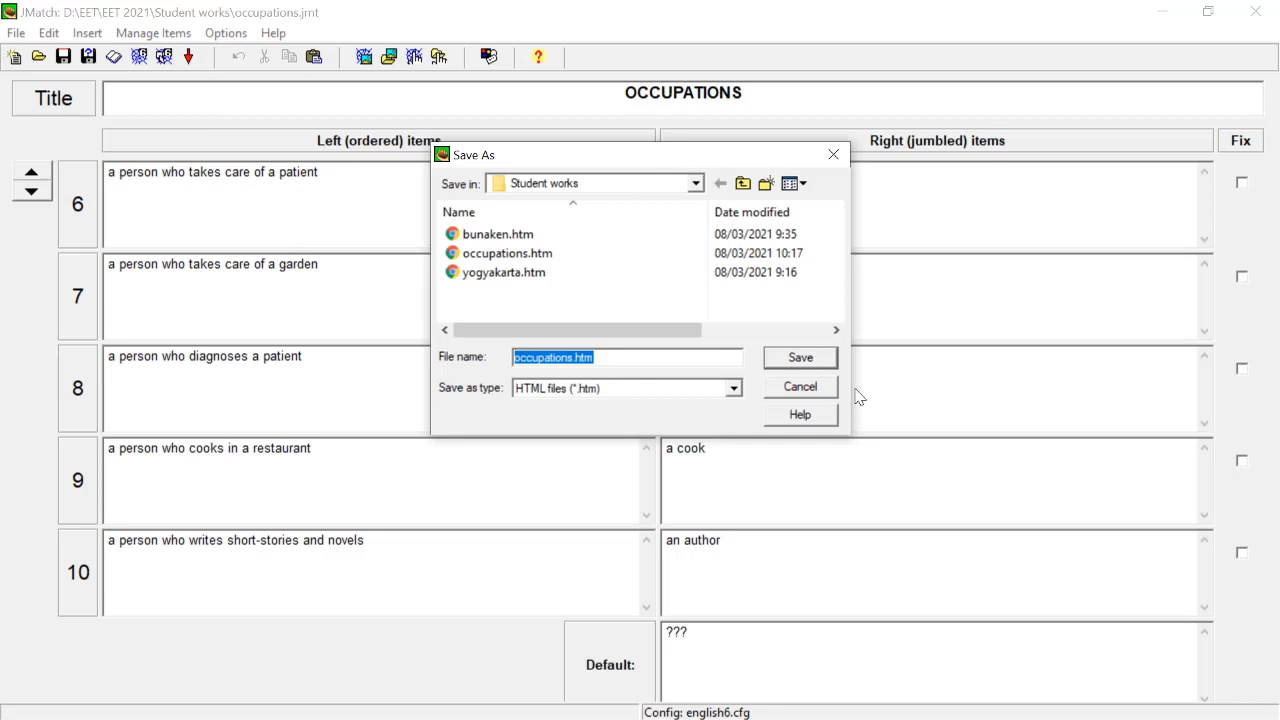 JMatch: D:\EET\EET 2021\Student works\occupations.jmt
File Edit Insert Manage Items Options Help
Title
OCCUPATIONS
Left (ordered) items
Right (jumbled) items
Fix
6
a person who takes care of a patient
7
a person who takes care of a garden
8
a person who diagnoses a patient
9
a person who cooks in a restaurant
a cook
10
a person who writes short-stories and novels
an author
Default:
???
Config: english6.cfg
Save As
Save in:
Student works
Name Date modified
bunaken.htm 08/03/2021 9:35
occupations.htm 08/03/2021 10:17
yogyakarta.htm 08/03/2021 9:16
File name:
occupations.htm
Save
Save as type:
HTML files (*.htm)
Cancel
Help